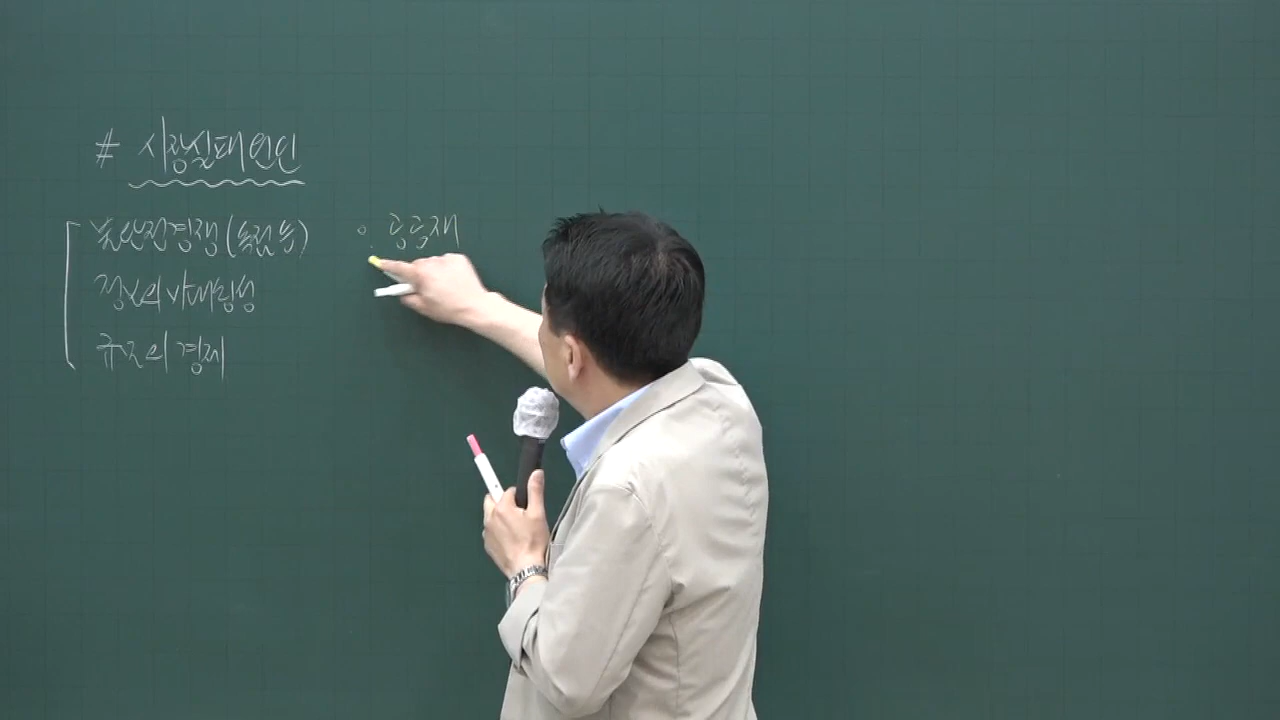 # 시장실패 원인
불완전경쟁(독점 등)
정보의 비대칭성
규모의 경제
◦ 공공재